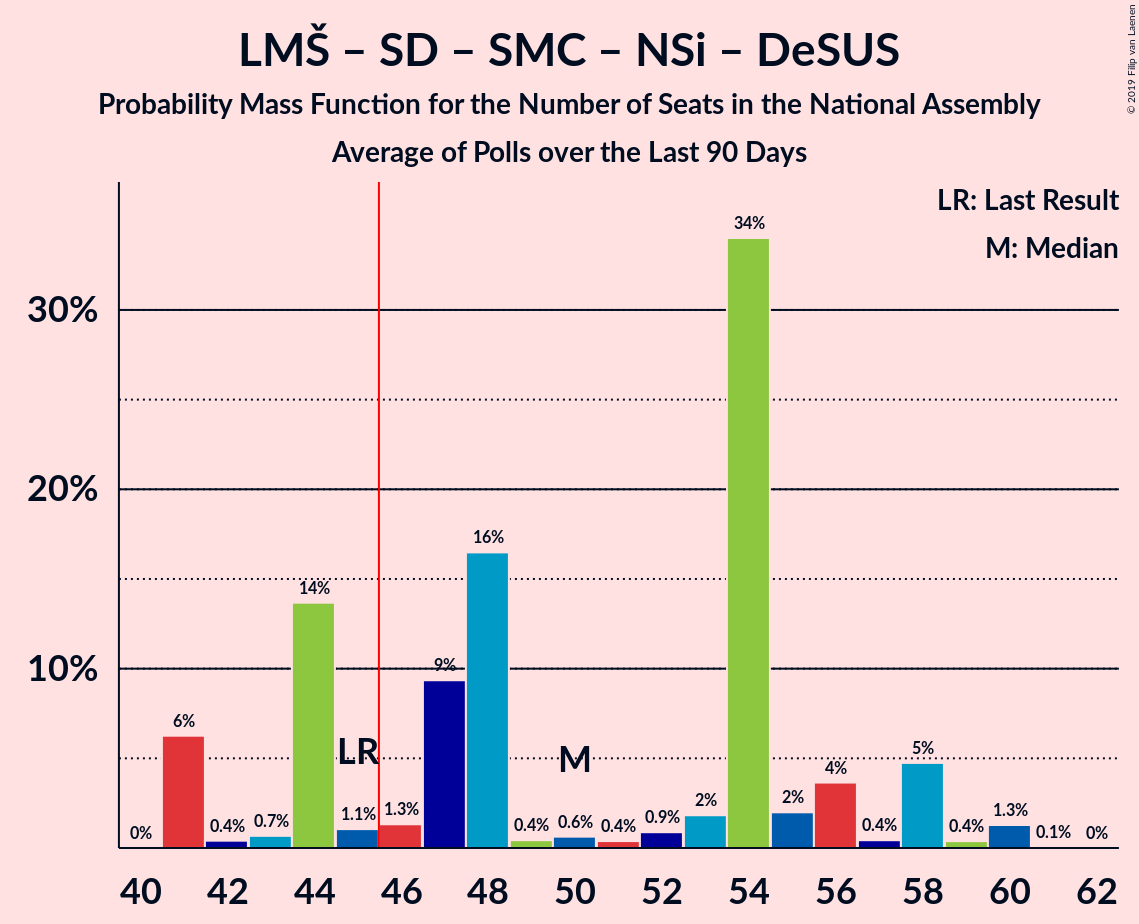 LMŠ – SD – SMC – NSi – DeSUS
Probability Mass Function for the Number of Seats in the National Assembly
Average of Polls over the Last 90 Days
© 2019 Filip van Laenen
LR: Last Result
M: Median
34%
30%
20%
16%
14%
10%
9%
6%
5%
LR
M
4%
2%
2%
1.3%
1.3%
1.1%
0.9%
0.7%
0.6%
0.4%
0.4%
0.4%
0.4%
0.4%
0.1%
0%
0%
40 42 44 46 48 50 52 54 56 58 60 62